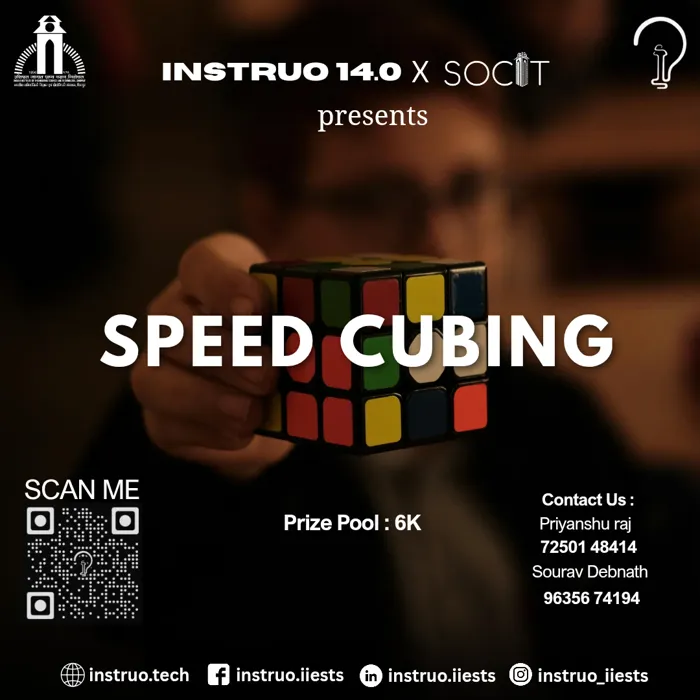 INSTRUO 14.0 X SOCIT
presents
SPEED CUBING
SCAN ME
Prize Pool : 6K
Contact Us :
Priyanshu raj
72501 48414
Sourav Debnath
96356 74194
instruo.tech
instruo.iiests
instruo.iiests
instruo_iiests